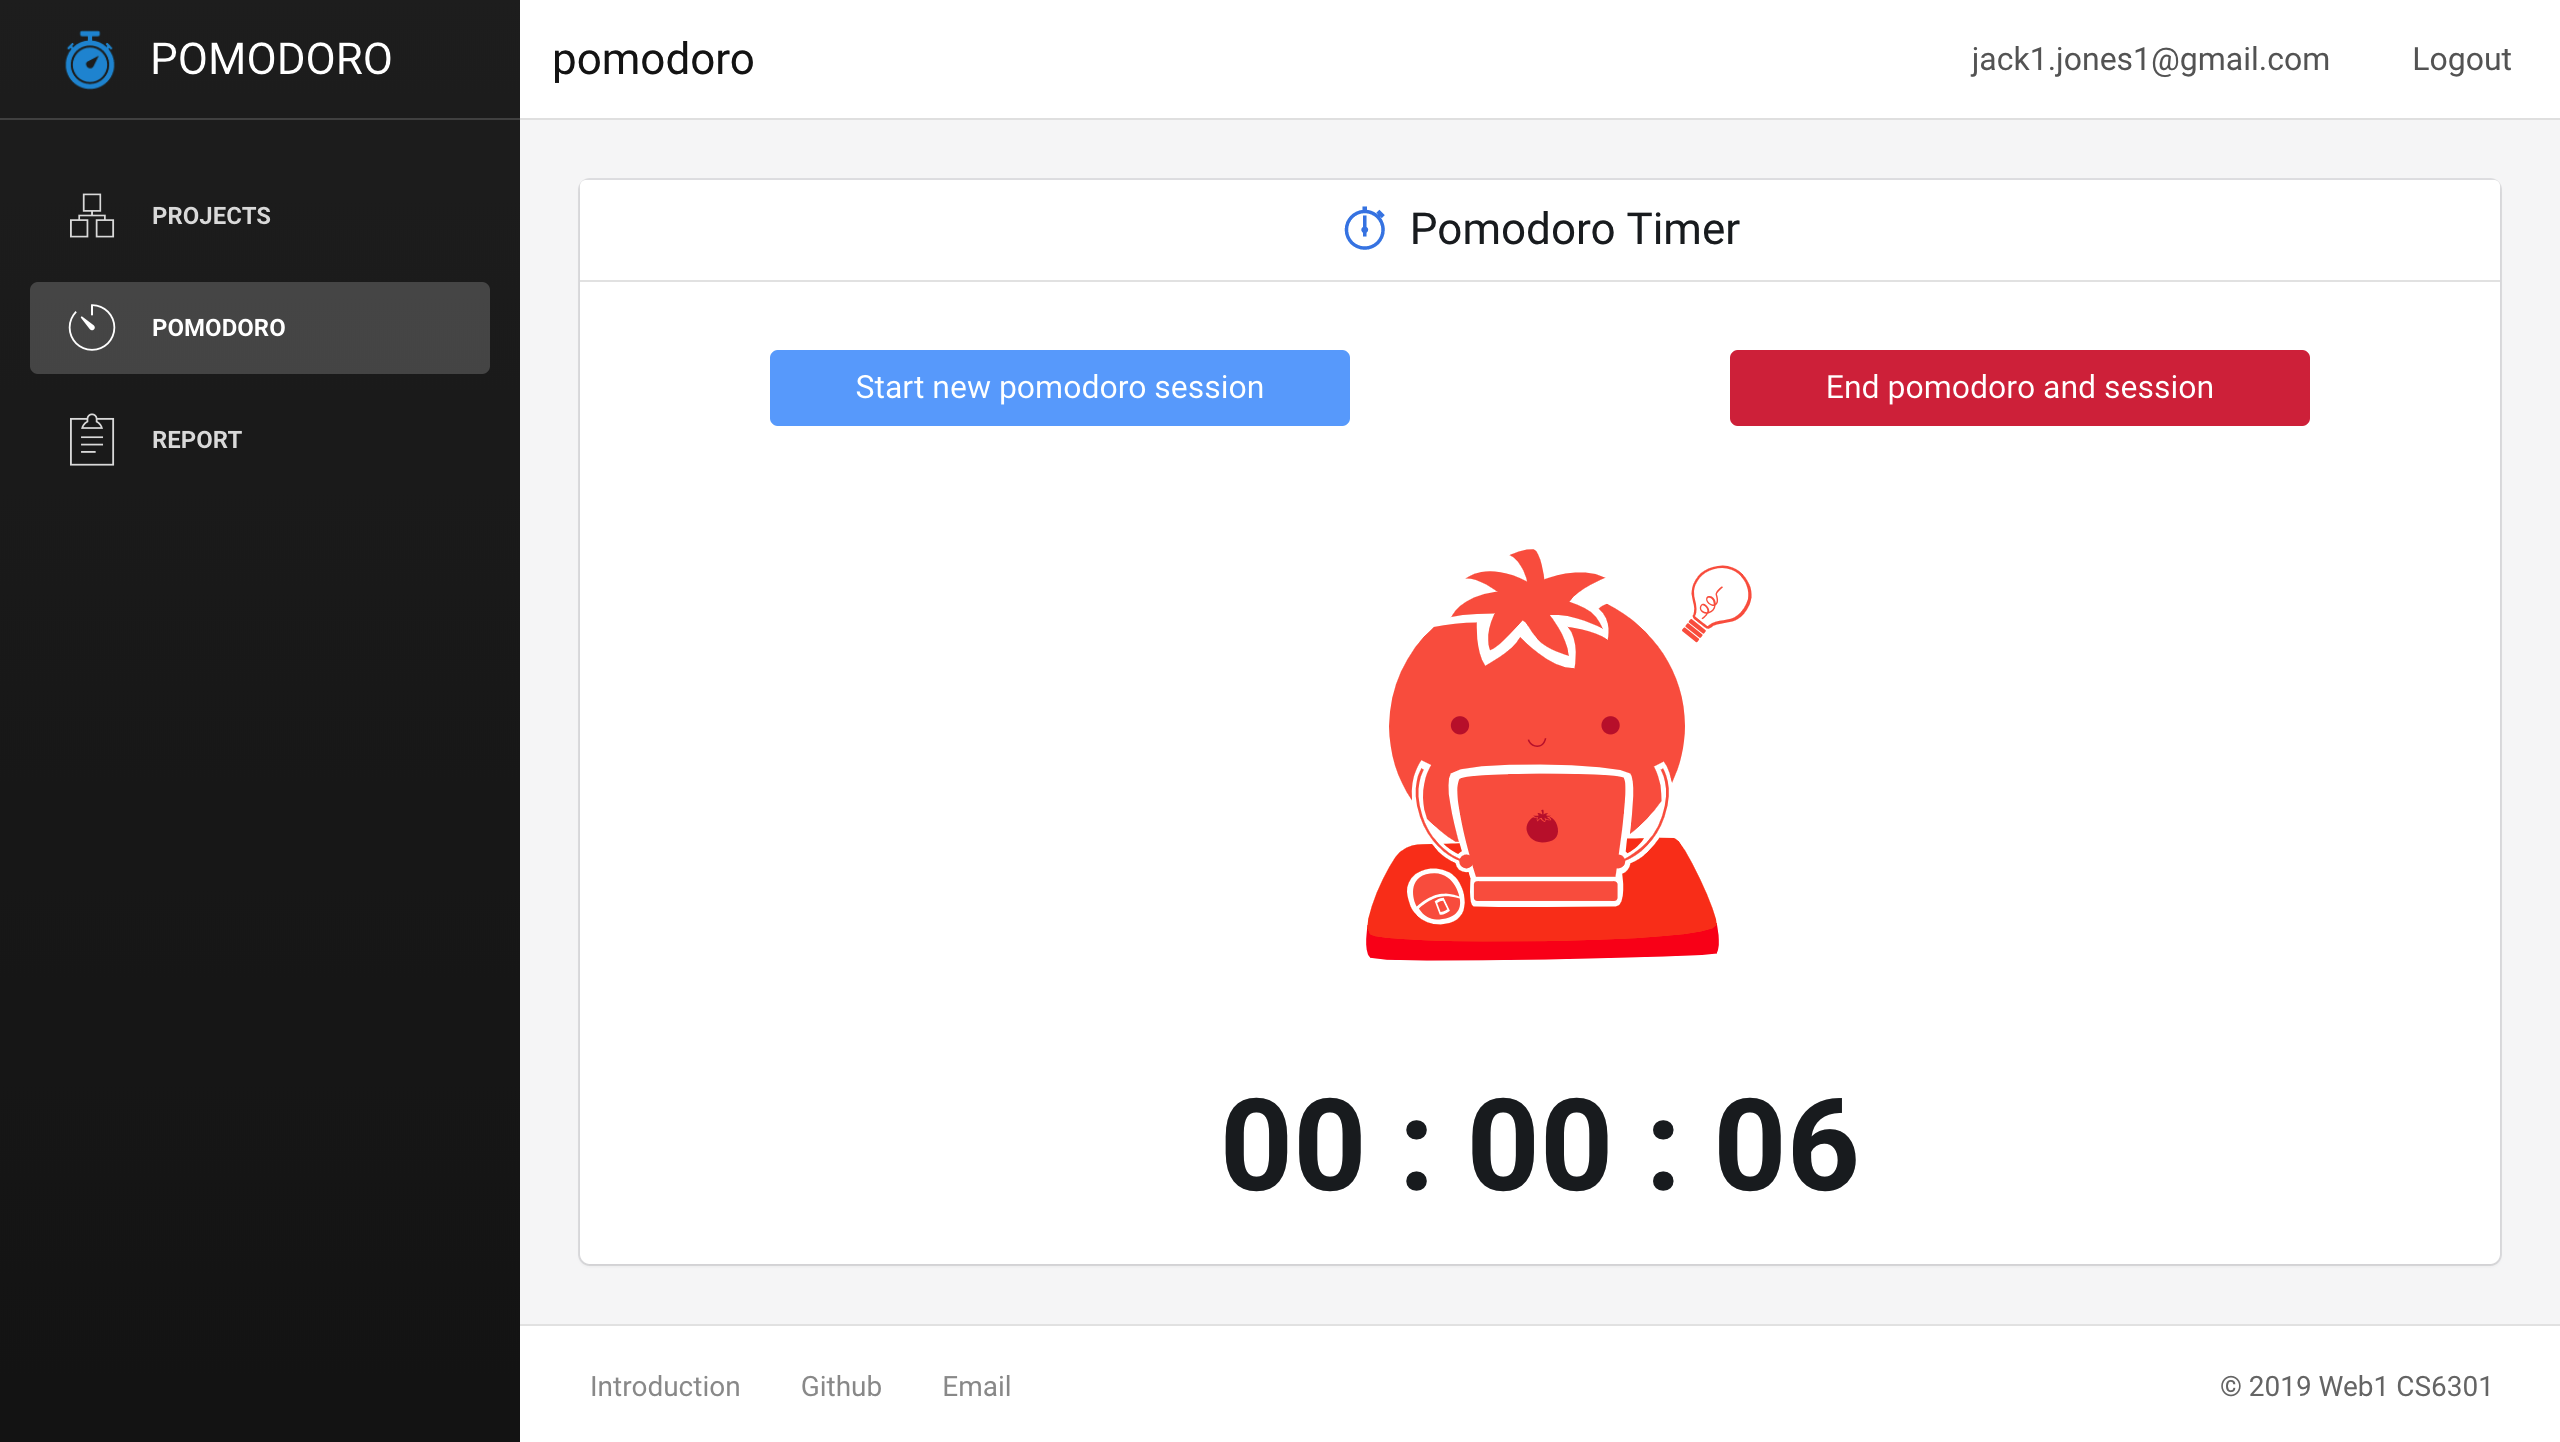 POMODORO
pomodoro
jack1.jones1@gmail.com
Logout
PROJECTS
POMODORO
REPORT
Pomodoro Timer
Start new pomodoro session
End pomodoro and session
00 : 00 : 06
Introduction
Github
Email
© 2019 Web1 CS6301